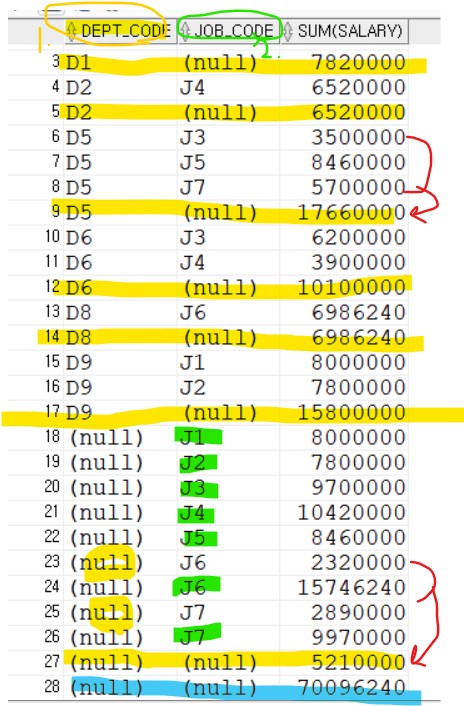 1. DEPT_CODE JOB_CODE SUM(SALARY)
2.
3 D1 (null) 7820000
4 D2 J4 6520000
5 D2 (null) 6520000
6 D5 J3 3500000
7 D5 J5 8460000
8 D5 J7 5700000
9 D5 (null) 17660000
10 D6 J3 6200000
11 D6 J4 3900000
12 D6 (null) 10100000
13 D8 J6 6986240
14 D8 (null) 6986240
15 D9 J1 8000000
16 D9 J2 7800000
17 D9 (null) 15800000
18 (null) J1 8000000
19 (null) J2 7800000
20 (null) J3 9700000
21 (null) J4 10420000
22 (null) J5 8460000
23 (null) J6 2320000
24 (null) J6 15746240
25 (null) J7 2890000
26 (null) J7 9970000
27 (null) (null) 5210000
28 (null) (null) 70096240